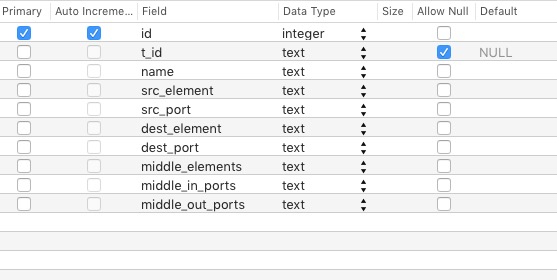 Primary Auto Increme... Field Data Type Size Allow Null Default
id integer
t_id text NULL
name text
src_element text
src_port text
dest_element text
dest_port text
middle_elements text
middle_in_ports text
middle_out_ports text